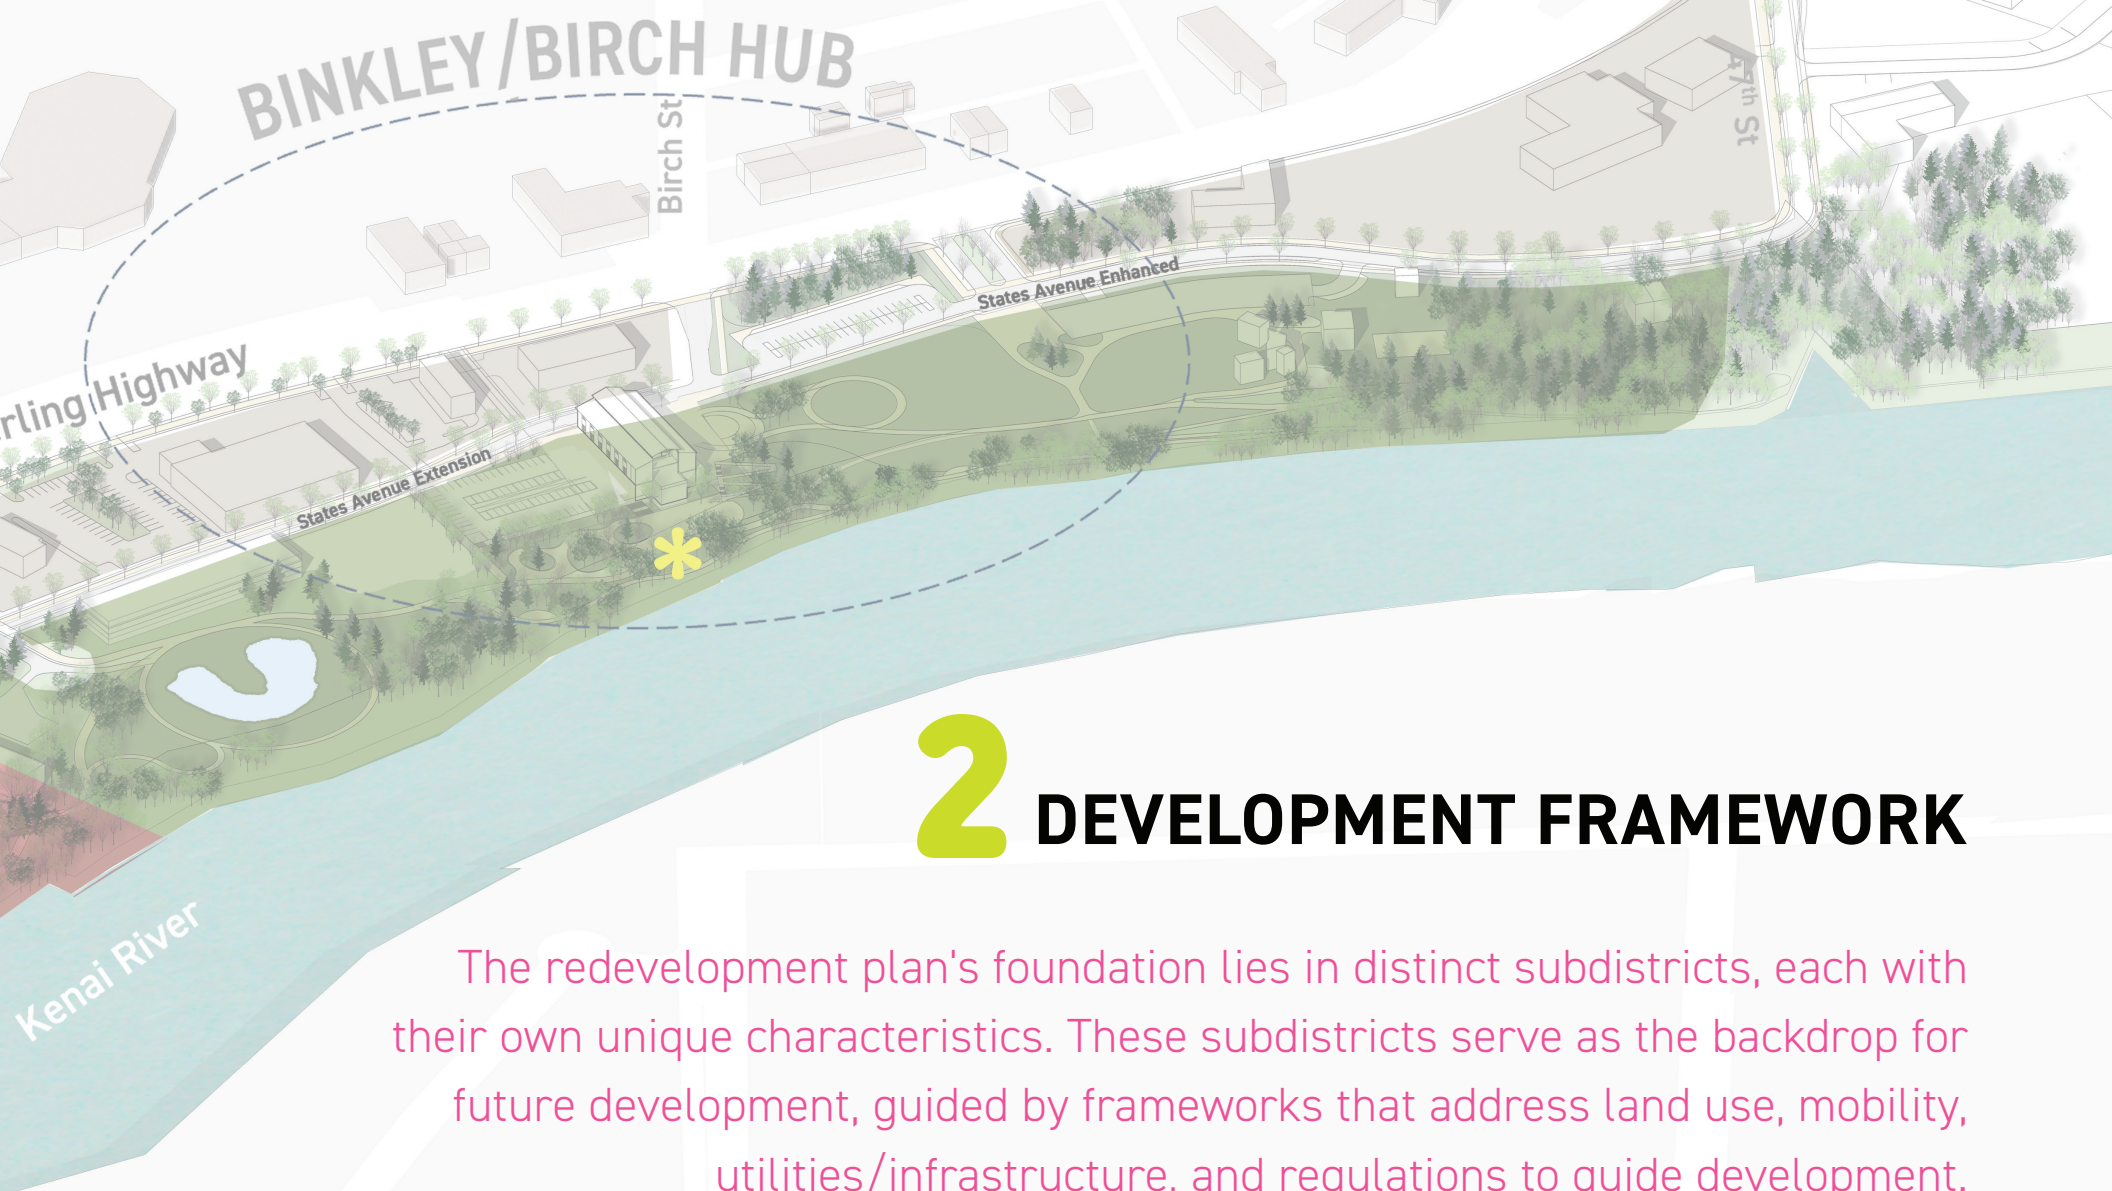 BINKLEY/BIRCH HUB
Birch St
47th St
States Avenue Enhanced
rling Highway
States Avenue Extension
2 DEVELOPMENT FRAMEWORK
Kenai River
The redevelopment plan's foundation lies in distinct subdistricts, each with
their own unique characteristics. These subdistricts serve as the backdrop for
future development, guided by frameworks that address land use, mobility,
utilities/infrastructure, and regulations to guide development.